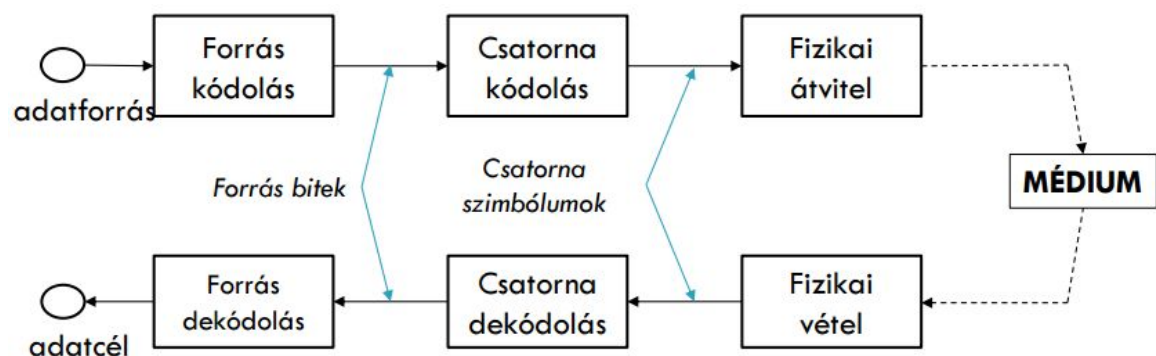 Forrás
kódolás
Csatorna
kódolás
Fizikai
átvitel
adatforrás
Forrás bitek
Csatorna
szimbólumok
MÉDIUM
Forrás
dekódolás
Csatorna
dekódolás
Fizikai
vétel
adatcél